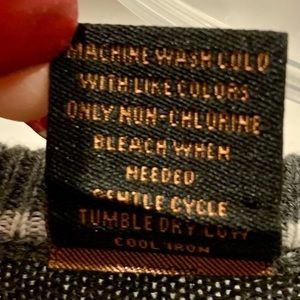 MACHINE WASH COLD
WITH LIKE COLORS
ONLY NON-CHLORINE
BLEACH WHEN
NEEDED
GENTLE CYCLE
TUMBLE DRY LOW
COOL IRON